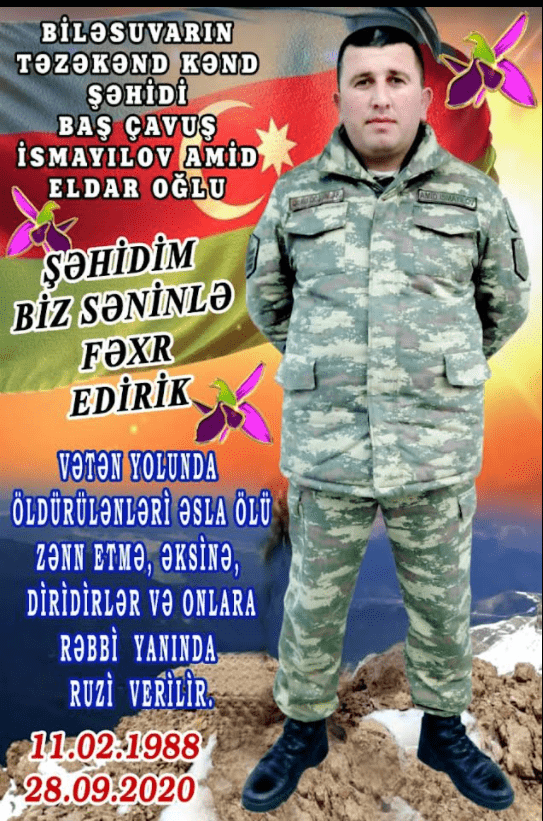 BİLƏSUVARIN
TƏZƏKƏND KƏND
ŞƏHİDİ
BAŞ ÇAVUŞ
İSMAYILOV AMİD
ELDAR OĞLU
ŞƏHİDİM
BİZ SƏNİNLƏ
FƏXR
EDİRİK
VƏTƏN YOLUNDA
ÖLDÜRÜLƏNLƏRİ ƏSLA ÖLÜ
ZƏNN ETMƏ, ƏKSİNƏ,
DİRİDİRLƏR VƏ ONLARA
RƏBBİ YANINDA
RUZİ VERİLİR.
11.02.1988
28.09.2020